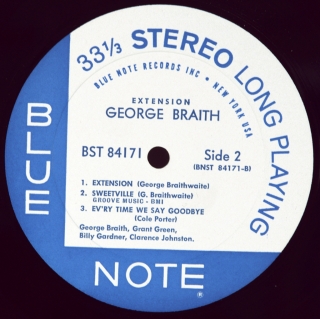 33⅓ STEREO LONG PLAYING
BLUE NOTE RECORDS INC • NEW YORK USA
EXTENSION
GEORGE BRAITH
BST 84171
Side 2
(BNST 84171-B)
1. EXTENSION (George Braithwaite)
2. SWEETVILLE (G. Braithwaite)
GROOVE MUSIC - BMI
3. EV'RY TIME WE SAY GOODBYE
(Cole Porter)
George Braith, Grant Green,
Billy Gardner, Clarence Johnston.
BLUE
NOTE
®